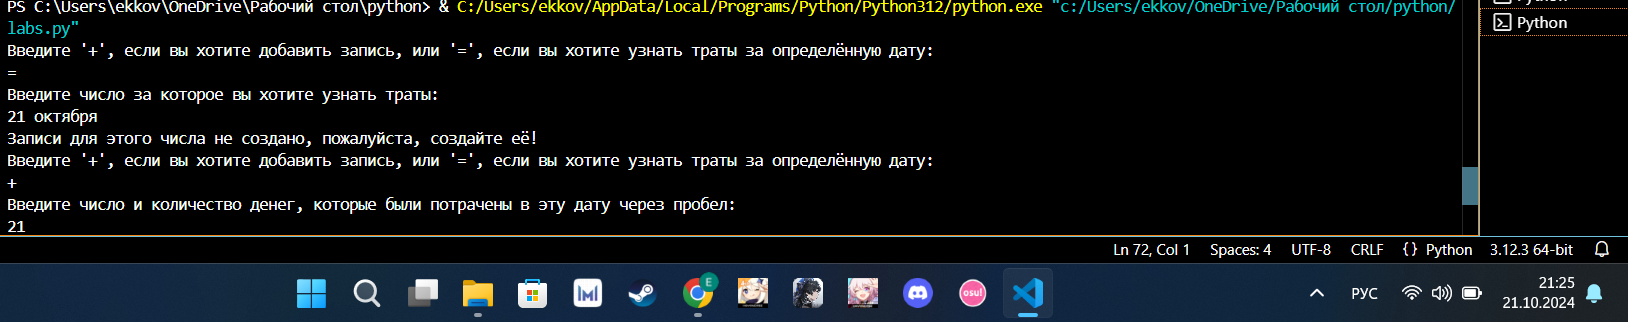 PS C:\Users\ekkov\OneDrive\Рабочий стол\python> & C:/Users/ekkov/AppData/Local/Programs/Python/Python312/python.exe "c:/Users/ekkov/OneDrive/Рабочий стол/python/
labs.py"
Введите '+', если вы хотите добавить запись, или '=', если вы хотите узнать траты за определённую дату:
=
Введите число за которое вы хотите узнать траты:
21 октября
Записи для этого числа не создано, пожалуйста, создайте её!
Введите '+', если вы хотите добавить запись, или '=', если вы хотите узнать траты за определённую дату:
+
Введите число и количество денег, которые были потрачены в эту дату через пробел:
21
Python
Ln 72, Col 1 Spaces: 4 UTF-8 CRLF {} Python 3.12.3 64-bit
E
IMI
osu!
РУС
21:25
21.10.2024